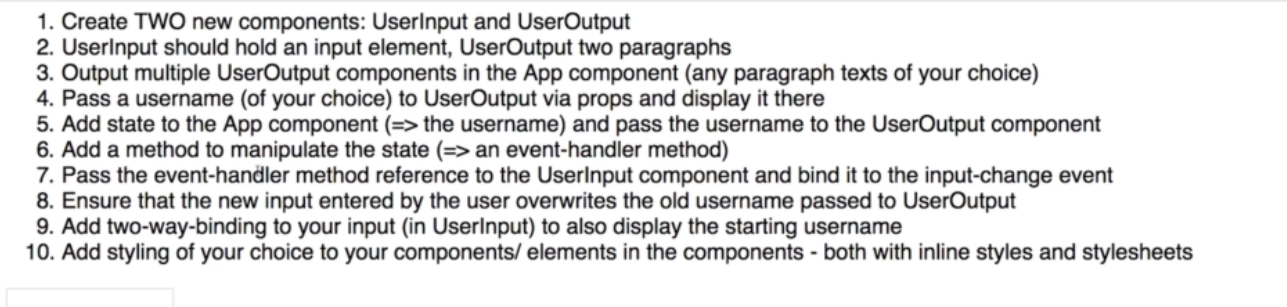 1. Create TWO new components: UserInput and UserOutput
2. UserInput should hold an input element, UserOutput two paragraphs
3. Output multiple UserOutput components in the App component (any paragraph texts of your choice)
4. Pass a username (of your choice) to UserOutput via props and display it there
5. Add state to the App component (=> the username) and pass the username to the UserOutput component
6. Add a method to manipulate the state (=> an event-handler method)
7. Pass the event-handler method reference to the UserInput component and bind it to the input-change event
8. Ensure that the new input entered by the user overwrites the old username passed to UserOutput
9. Add two-way-binding to your input (in UserInput) to also display the starting username
10. Add styling of your choice to your components/ elements in the components - both with inline styles and stylesheets